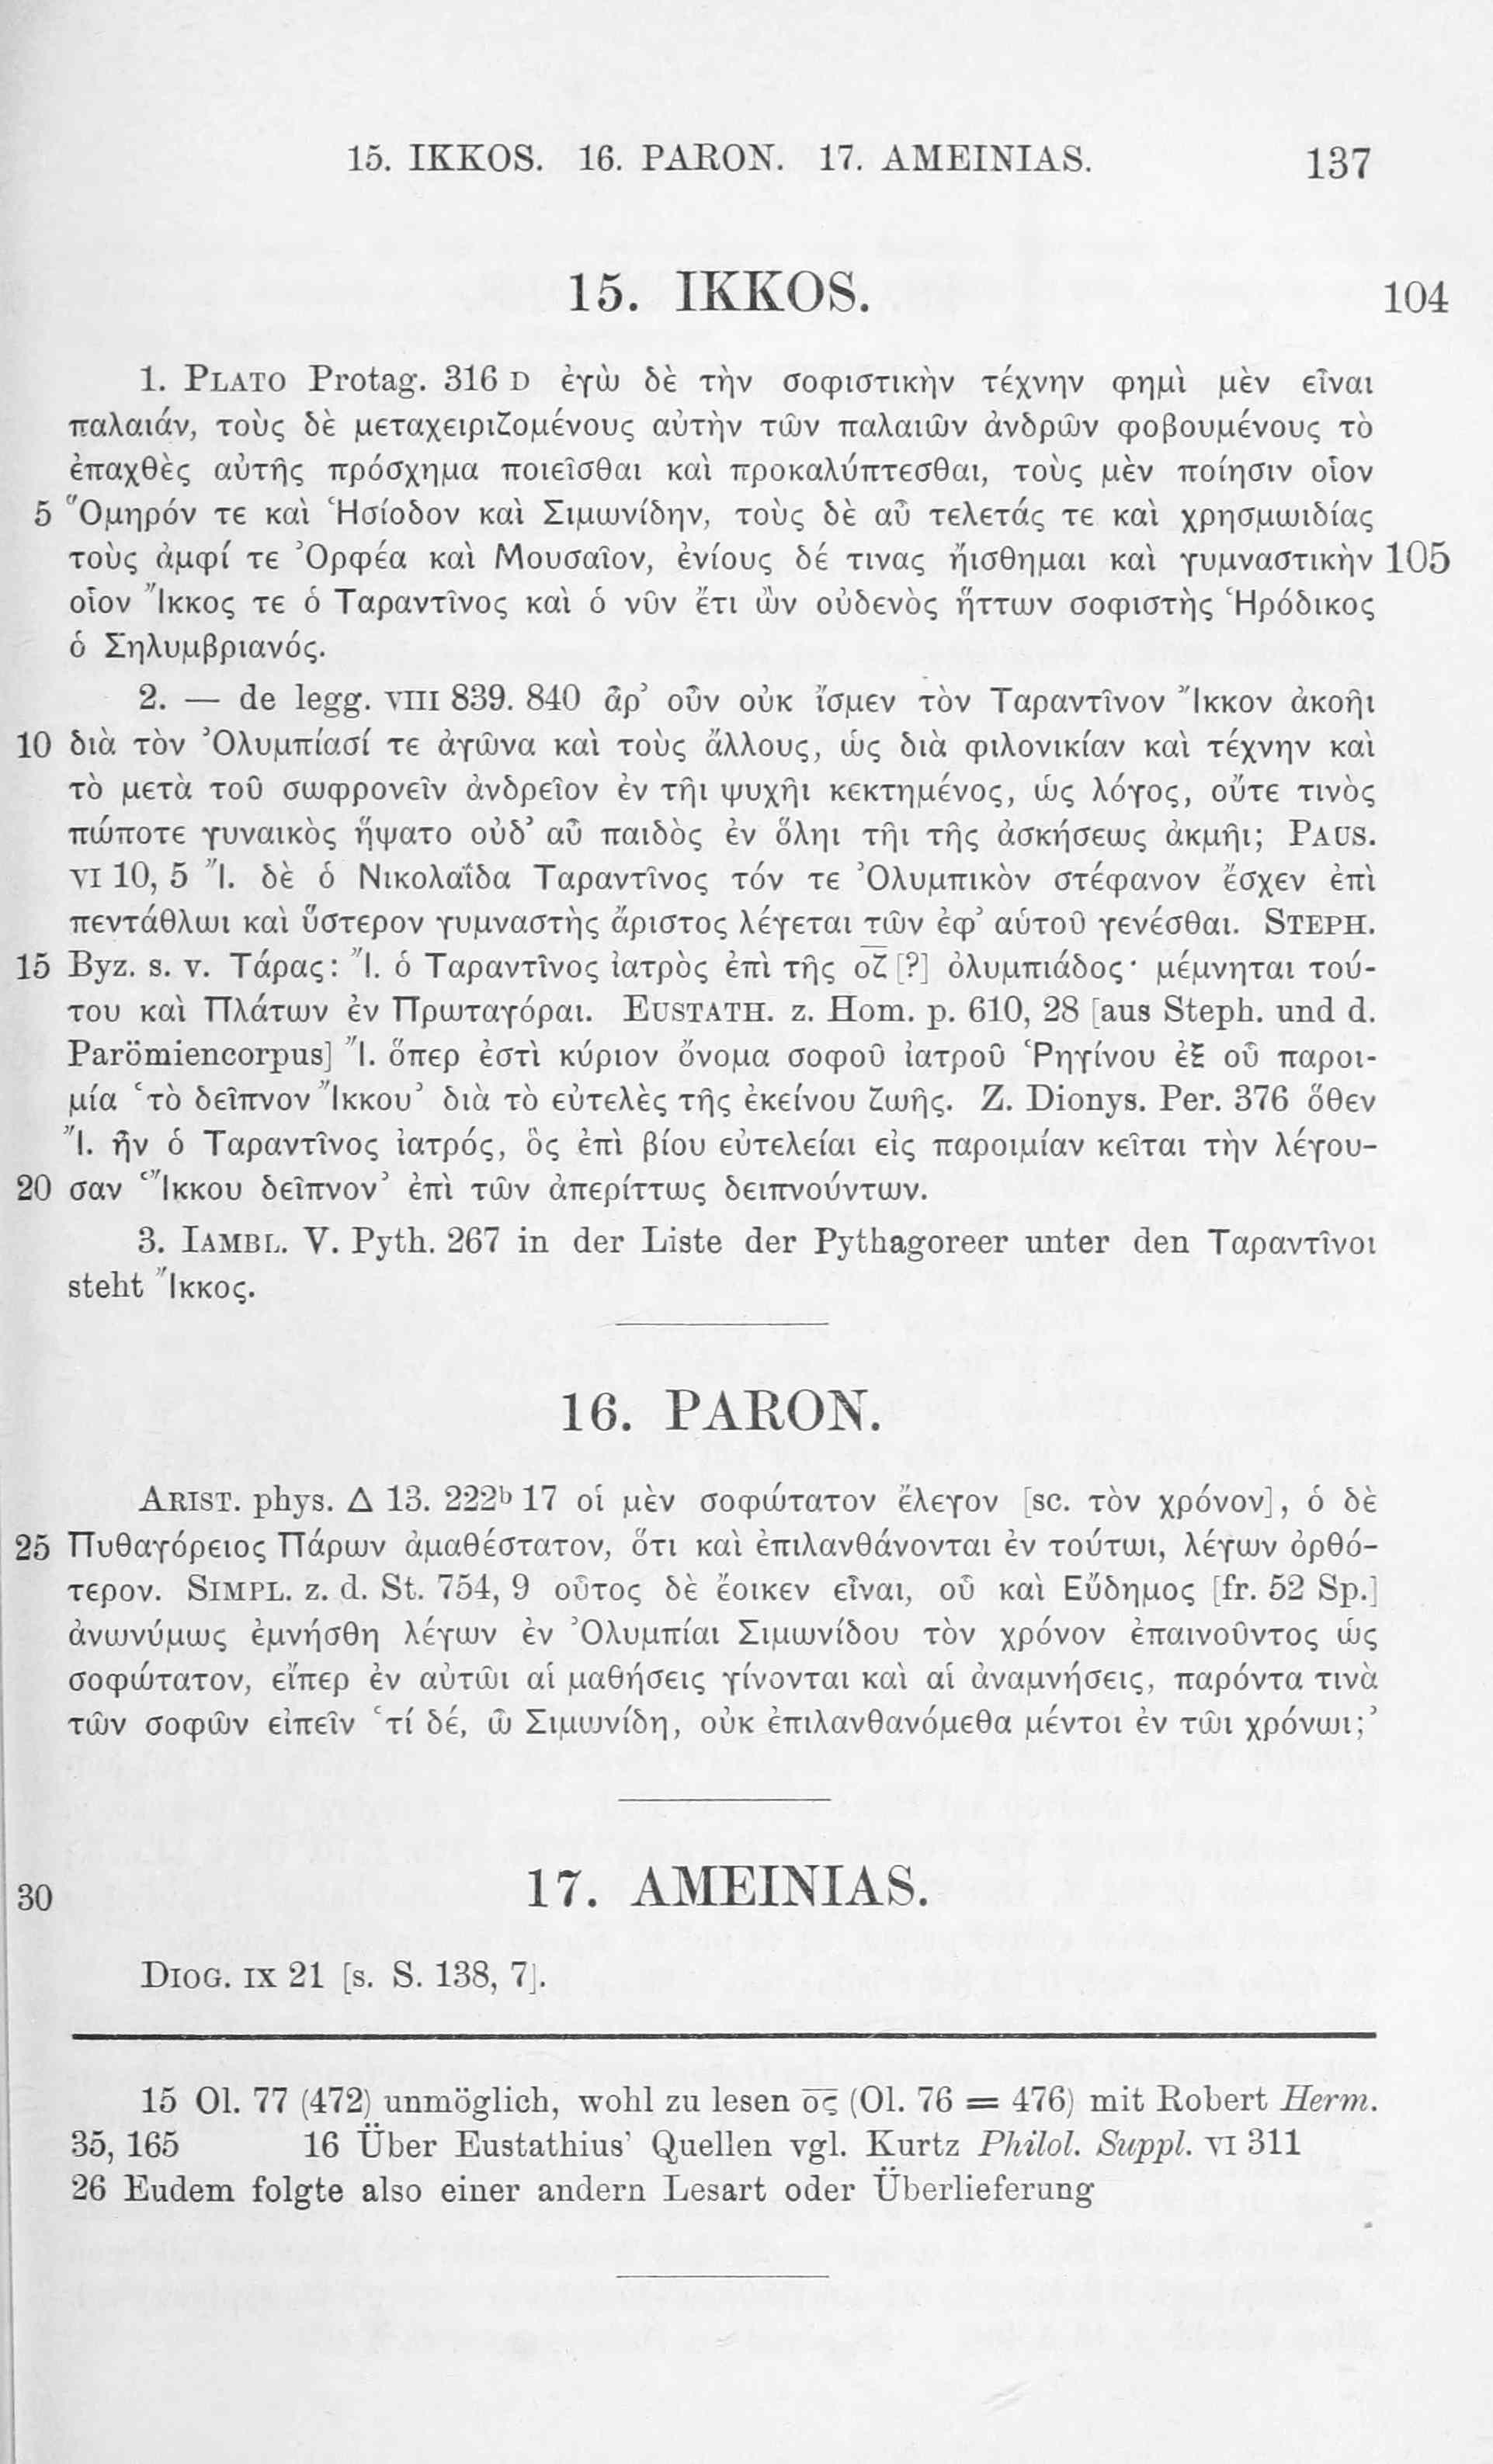 15. IKKOS. 16. PARON. 17. AMEINIAS. 137
15. IKKOS. 104
1. PLATO Protag. 316 D ἐγὼ δὲ τὴν σοφιστικὴν τέχνην φημὶ μὲν εἶναι
παλαιάν, τοὺς δὲ μεταχειριζομένους αὐτὴν τῶν παλαιῶν ἀνδρῶν φοβουμένους τὸ
ἐπαχθὲς αὐτῆς πρόσχημα ποιεῖσθαι καὶ προκαλύπτεσθαι, τοὺς μὲν ποίησιν οἷον
5 Ὅμηρόν τε καὶ Ἡσίοδον καὶ Σιμωνίδην, τοὺς δὲ αὖ τελετάς τε καὶ χρησμωιδίας
τοὺς ἀμφί τε Ὀρφέα καὶ Μουσαῖον, ἐνίους δέ τινας ἤισθημαι καὶ γυμναστικὴν 105
οἷον Ἴκκος τε ὁ Ταραντῖνος καὶ ὁ νῦν ἔτι ὢν οὐδενὸς ἥττων σοφιστὴς Ἡρόδικος
ὁ Σηλυμβριανός.
2. — de legg. VIII 839. 840 ἆρ’ οὖν οὐκ ἴσμεν τὸν Ταραντῖνον Ἴκκον ἀκοῆι
10 διὰ τὸν Ὀλυμπίασί τε ἀγῶνα καὶ τοὺς ἄλλους, ὡς διὰ φιλονικίαν καὶ τέχνην καὶ
τὸ μετὰ τοῦ σωφρονεῖν ἀνδρεῖον ἐν τῆι ψυχῆι κεκτημένος, ὡς λόγος, οὔτε τινὸς
πώποτε γυναικὸς ἥψατο οὐδ’ αὖ παιδὸς ἐν ὅληι τῆι τῆς ἀσκήσεως ἀκμῆι; PAUS.
VI 10, 5 Ἴ. δὲ ὁ Νικολαΐδα Ταραντῖνος τόν τε Ὀλυμπικὸν στέφανον ἔσχεν ἐπὶ
πεντάθλωι καὶ ὕστερον γυμναστὴς ἄριστος λέγεται τῶν ἐφ’ αὑτοῦ γενέσθαι. STEPH.
15 Byz. s. v. Τάρας: Ἴ. ὁ Ταραντῖνος ἰατρὸς ἐπὶ τῆς ο̅ζ̅ [?] ὀλυμπιάδος· μέμνηται τού-
του καὶ Πλάτων ἐν Πρωταγόραι. EUSTATH. z. Hom. p. 610, 28 [aus Steph. und d.
Parömiencorpus] Ἴ. ὅπερ ἐστὶ κύριον ὄνομα σοφοῦ ἰατροῦ Ῥηγίνου ἐξ οὗ παροι-
μία ‘τὸ δεῖπνον Ἴκκου’ διὰ τὸ εὐτελὲς τῆς ἐκείνου ζωῆς. Z. Dionys. Per. 376 ὅθεν
Ἴ. ἦν ὁ Ταραντῖνος ἰατρός, ὃς ἐπὶ βίου εὐτελείαι εἰς παροιμίαν κεῖται τὴν λέγου-
20 σαν ‘Ἴκκου δεῖπνον’ ἐπὶ τῶν ἀπερίττως δειπνούντων.
3. IAMBL. V. Pyth. 267 in der Liste der Pythagoreer unter den Ταραντῖνοι
steht Ἴκκος.
16. PARON.
ARIST. phys. Δ 13. 222ᵇ 17 οἱ μὲν σοφώτατον ἔλεγον [sc. τὸν χρόνον], ὁ δὲ
25 Πυθαγόρειος Πάρων ἀμαθέστατον, ὅτι καὶ ἐπιλανθάνονται ἐν τούτωι, λέγων ὀρθό-
τερον. SIMPL. z. d. St. 754, 9 οὗτος δὲ ἔοικεν εἶναι, οὗ καὶ Εὔδημος [fr. 52 Sp.]
ἀνωνύμως ἐμνήσθη λέγων ἐν Ὀλυμπίαι Σιμωνίδου τὸν χρόνον ἐπαινοῦντος ὡς
σοφώτατον, εἴπερ ἐν αὐτῶι αἱ μαθήσεις γίνονται καὶ αἱ ἀναμνήσεις, παρόντα τινὰ
τῶν σοφῶν εἰπεῖν ‘τί δέ, ὦ Σιμωνίδη, οὐκ ἐπιλανθανόμεθα μέντοι ἐν τῶι χρόνωι;’
30 17. AMEINIAS.
DIOG. IX 21 [s. S. 138, 7].
15 Ol. 77 (472) unmöglich, wohl zu lesen ο̅ς̅ (Ol. 76 = 476) mit Robert Herm.
35, 165 16 Über Eustathius’ Quellen vgl. Kurtz Philol. Suppl. VI 311
26 Eudem folgte also einer andern Lesart oder Überlieferung